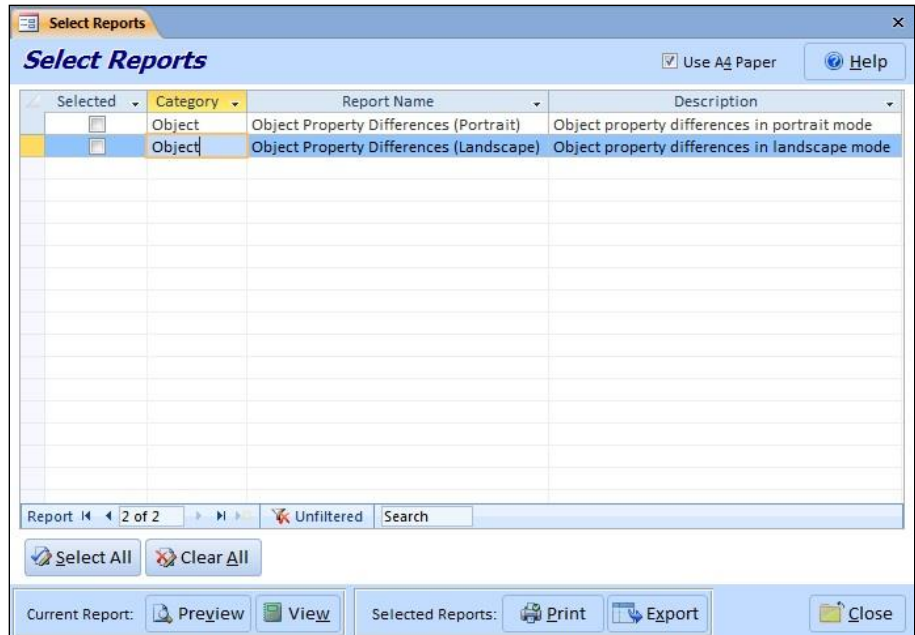 Select Reports
Select Reports
Use A4 Paper
Help
Selected Category Report Name Description
Object Object Property Differences (Portrait) Object property differences in portrait mode
Object Object Property Differences (Landscape) Object property differences in landscape mode
Report 2 of 2 Unfiltered Search
Select All Clear All
Current Report: Preview View Selected Reports: Print Export Close